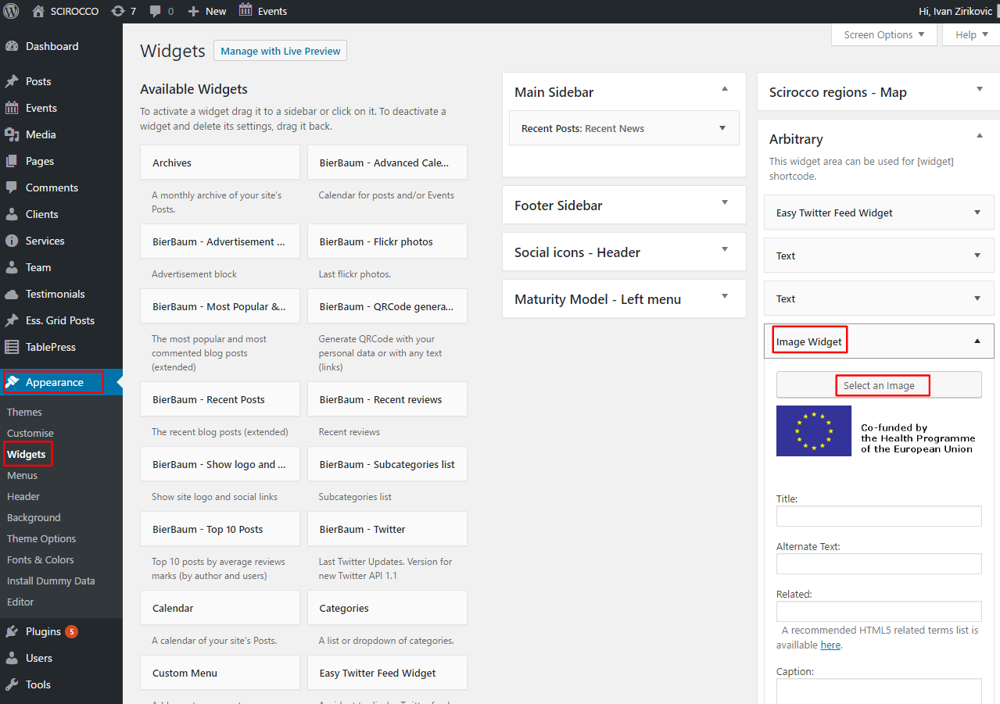 SCIROCCO 7 0 New Events Hi, Ivan Zirikovic
Dashboard
Posts
Events
Media
Pages
Comments
Clients
Services
Team
Testimonials
Ess. Grid Posts
TablePress
Appearance
Themes
Customise
Widgets
Menus
Header
Background
Theme Options
Fonts & Colors
Install Dummy Data
Editor
Plugins 5
Users
Tools
Screen Options Help
Widgets Manage with Live Preview
Available Widgets
To activate a widget drag it to a sidebar or click on it. To deactivate a
widget and delete its settings, drag it back.
Archives
A monthly archive of your site's
Posts.
BierBaum - Advanced Cale...
Calendar for posts and/or Events
BierBaum - Advertisement ...
Advertisement block
BierBaum - Flickr photos
Last flickr photos.
BierBaum - Most Popular &...
The most popular and most
commented blog posts
(extended)
BierBaum - QRCode genera...
Generate QRCode with your
personal data or with any text
(links)
BierBaum - Recent Posts
The recent blog posts (extended)
BierBaum - Recent reviews
Recent reviews
BierBaum - Show logo and ...
Show site logo and social links
BierBaum - Subcategories list
Subcategories list
BierBaum - Top 10 Posts
Top 10 posts by average reviews
marks (by author and users)
BierBaum - Twitter
Last Twitter Updates. Version for
new Twitter API 1.1
Calendar
A calendar of your site's Posts.
Categories
A list or dropdown of categories.
Custom Menu
Easy Twitter Feed Widget
Main Sidebar
Recent Posts: Recent News
Footer Sidebar
Social icons - Header
Maturity Model - Left menu
Scirocco regions - Map
Arbitrary
This widget area can be used for [widget]
shortcode.
Easy Twitter Feed Widget
Text
Text
Image Widget
Select an Image
Co-funded by
the Health Programme
of the European Union
Title:
Alternate Text:
Related:
A recommended HTML5 related terms list is
availlable here.
Caption: